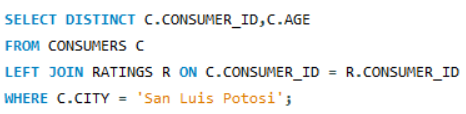 SELECT DISTINCT C.CONSUMER_ID,C.AGE
FROM CONSUMERS C
LEFT JOIN RATINGS R ON C.CONSUMER_ID = R.CONSUMER_ID
WHERE C.CITY = 'San Luis Potosi';